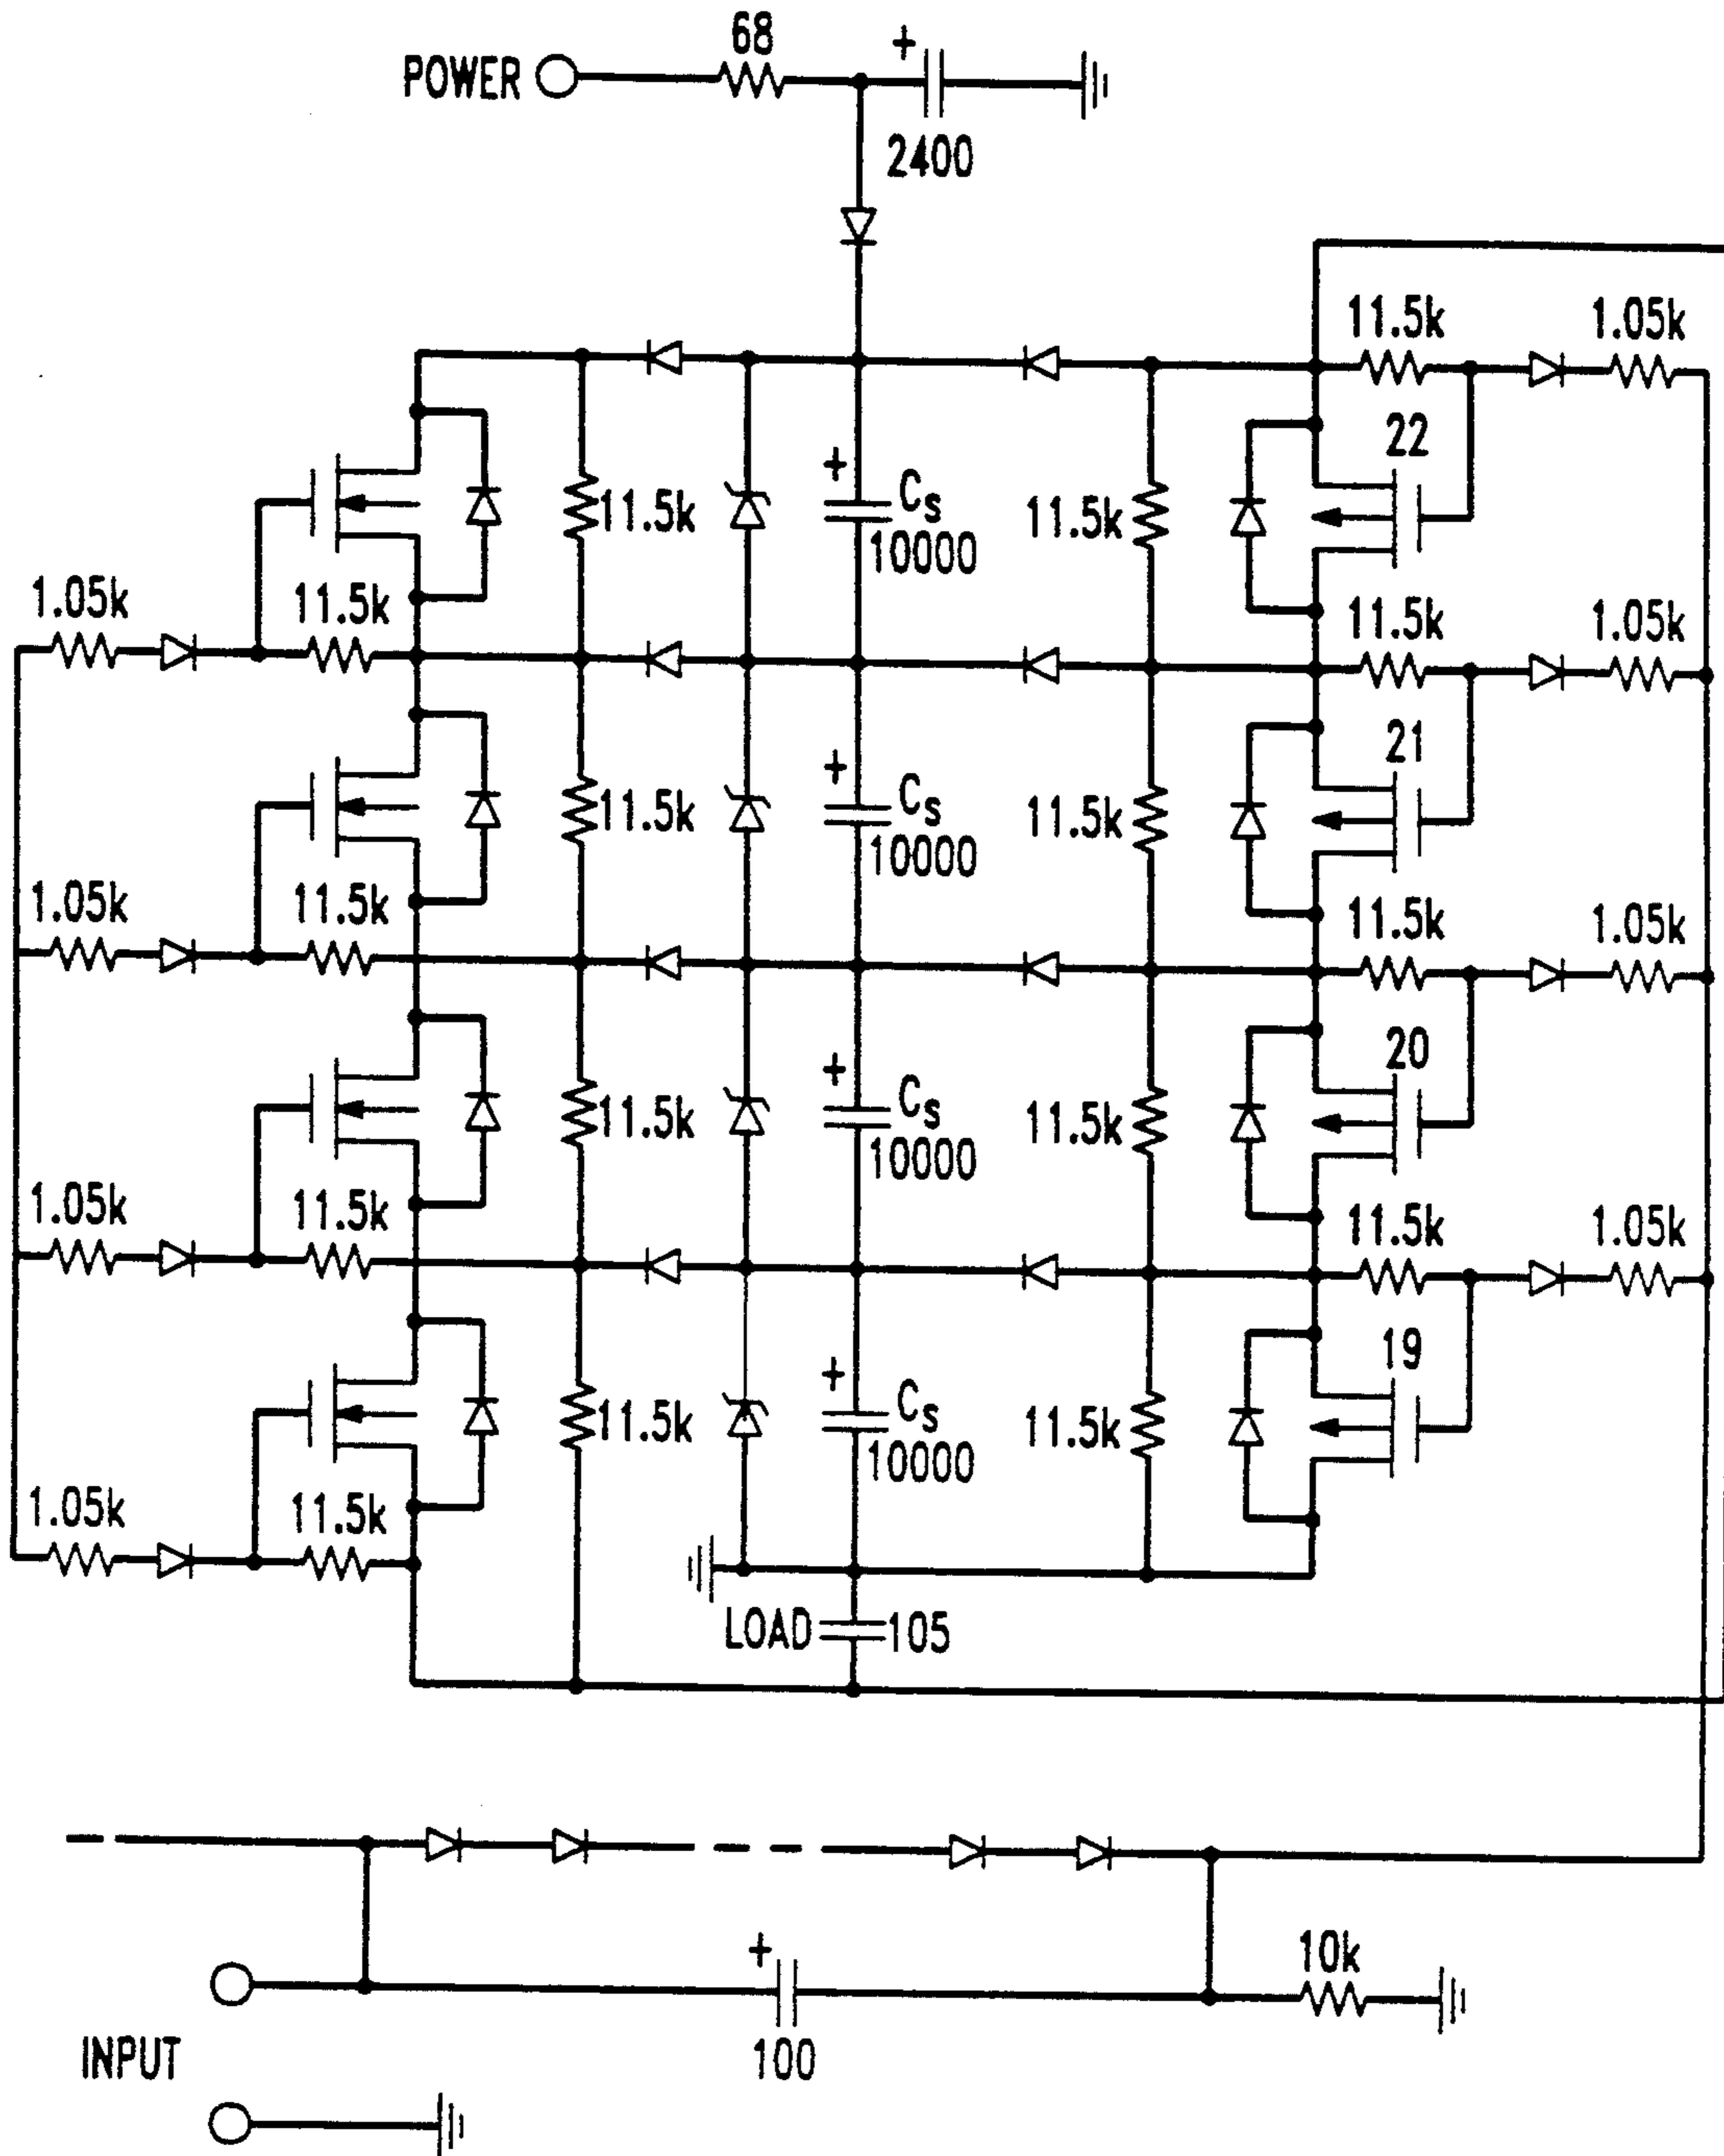 68
+
POWER
2400
11.5k 1.05k
22
+ Cs
10000
11.5k 11.5k
1.05k 11.5k 11.5k 1.05k
21
+ Cs
10000
11.5k 11.5k
1.05k 11.5k 11.5k 1.05k
20
+ Cs
10000
11.5k 11.5k
1.05k 11.5k 11.5k 1.05k
19
+ Cs
10000
11.5k 11.5k
1.05k 11.5k
LOAD 105
+ 10k
100
INPUT